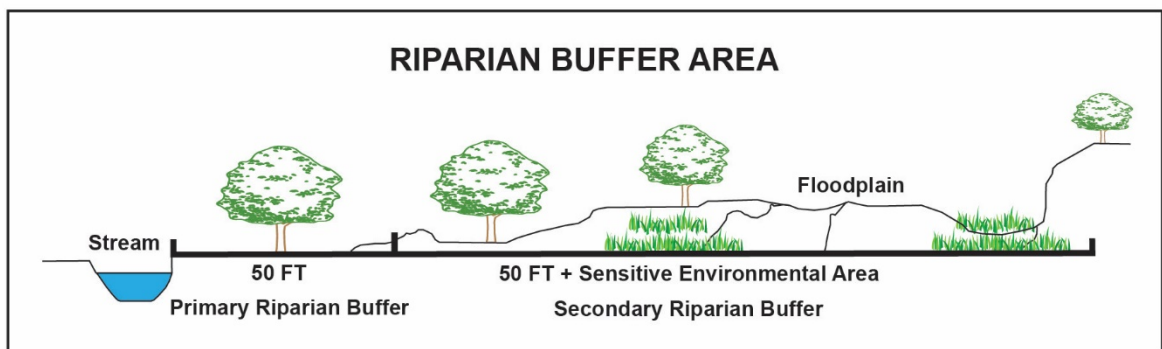 RIPARIAN BUFFER AREA
Floodplain
Stream
50 FT
50 FT + Sensitive Environmental Area
Primary Riparian Buffer
Secondary Riparian Buffer